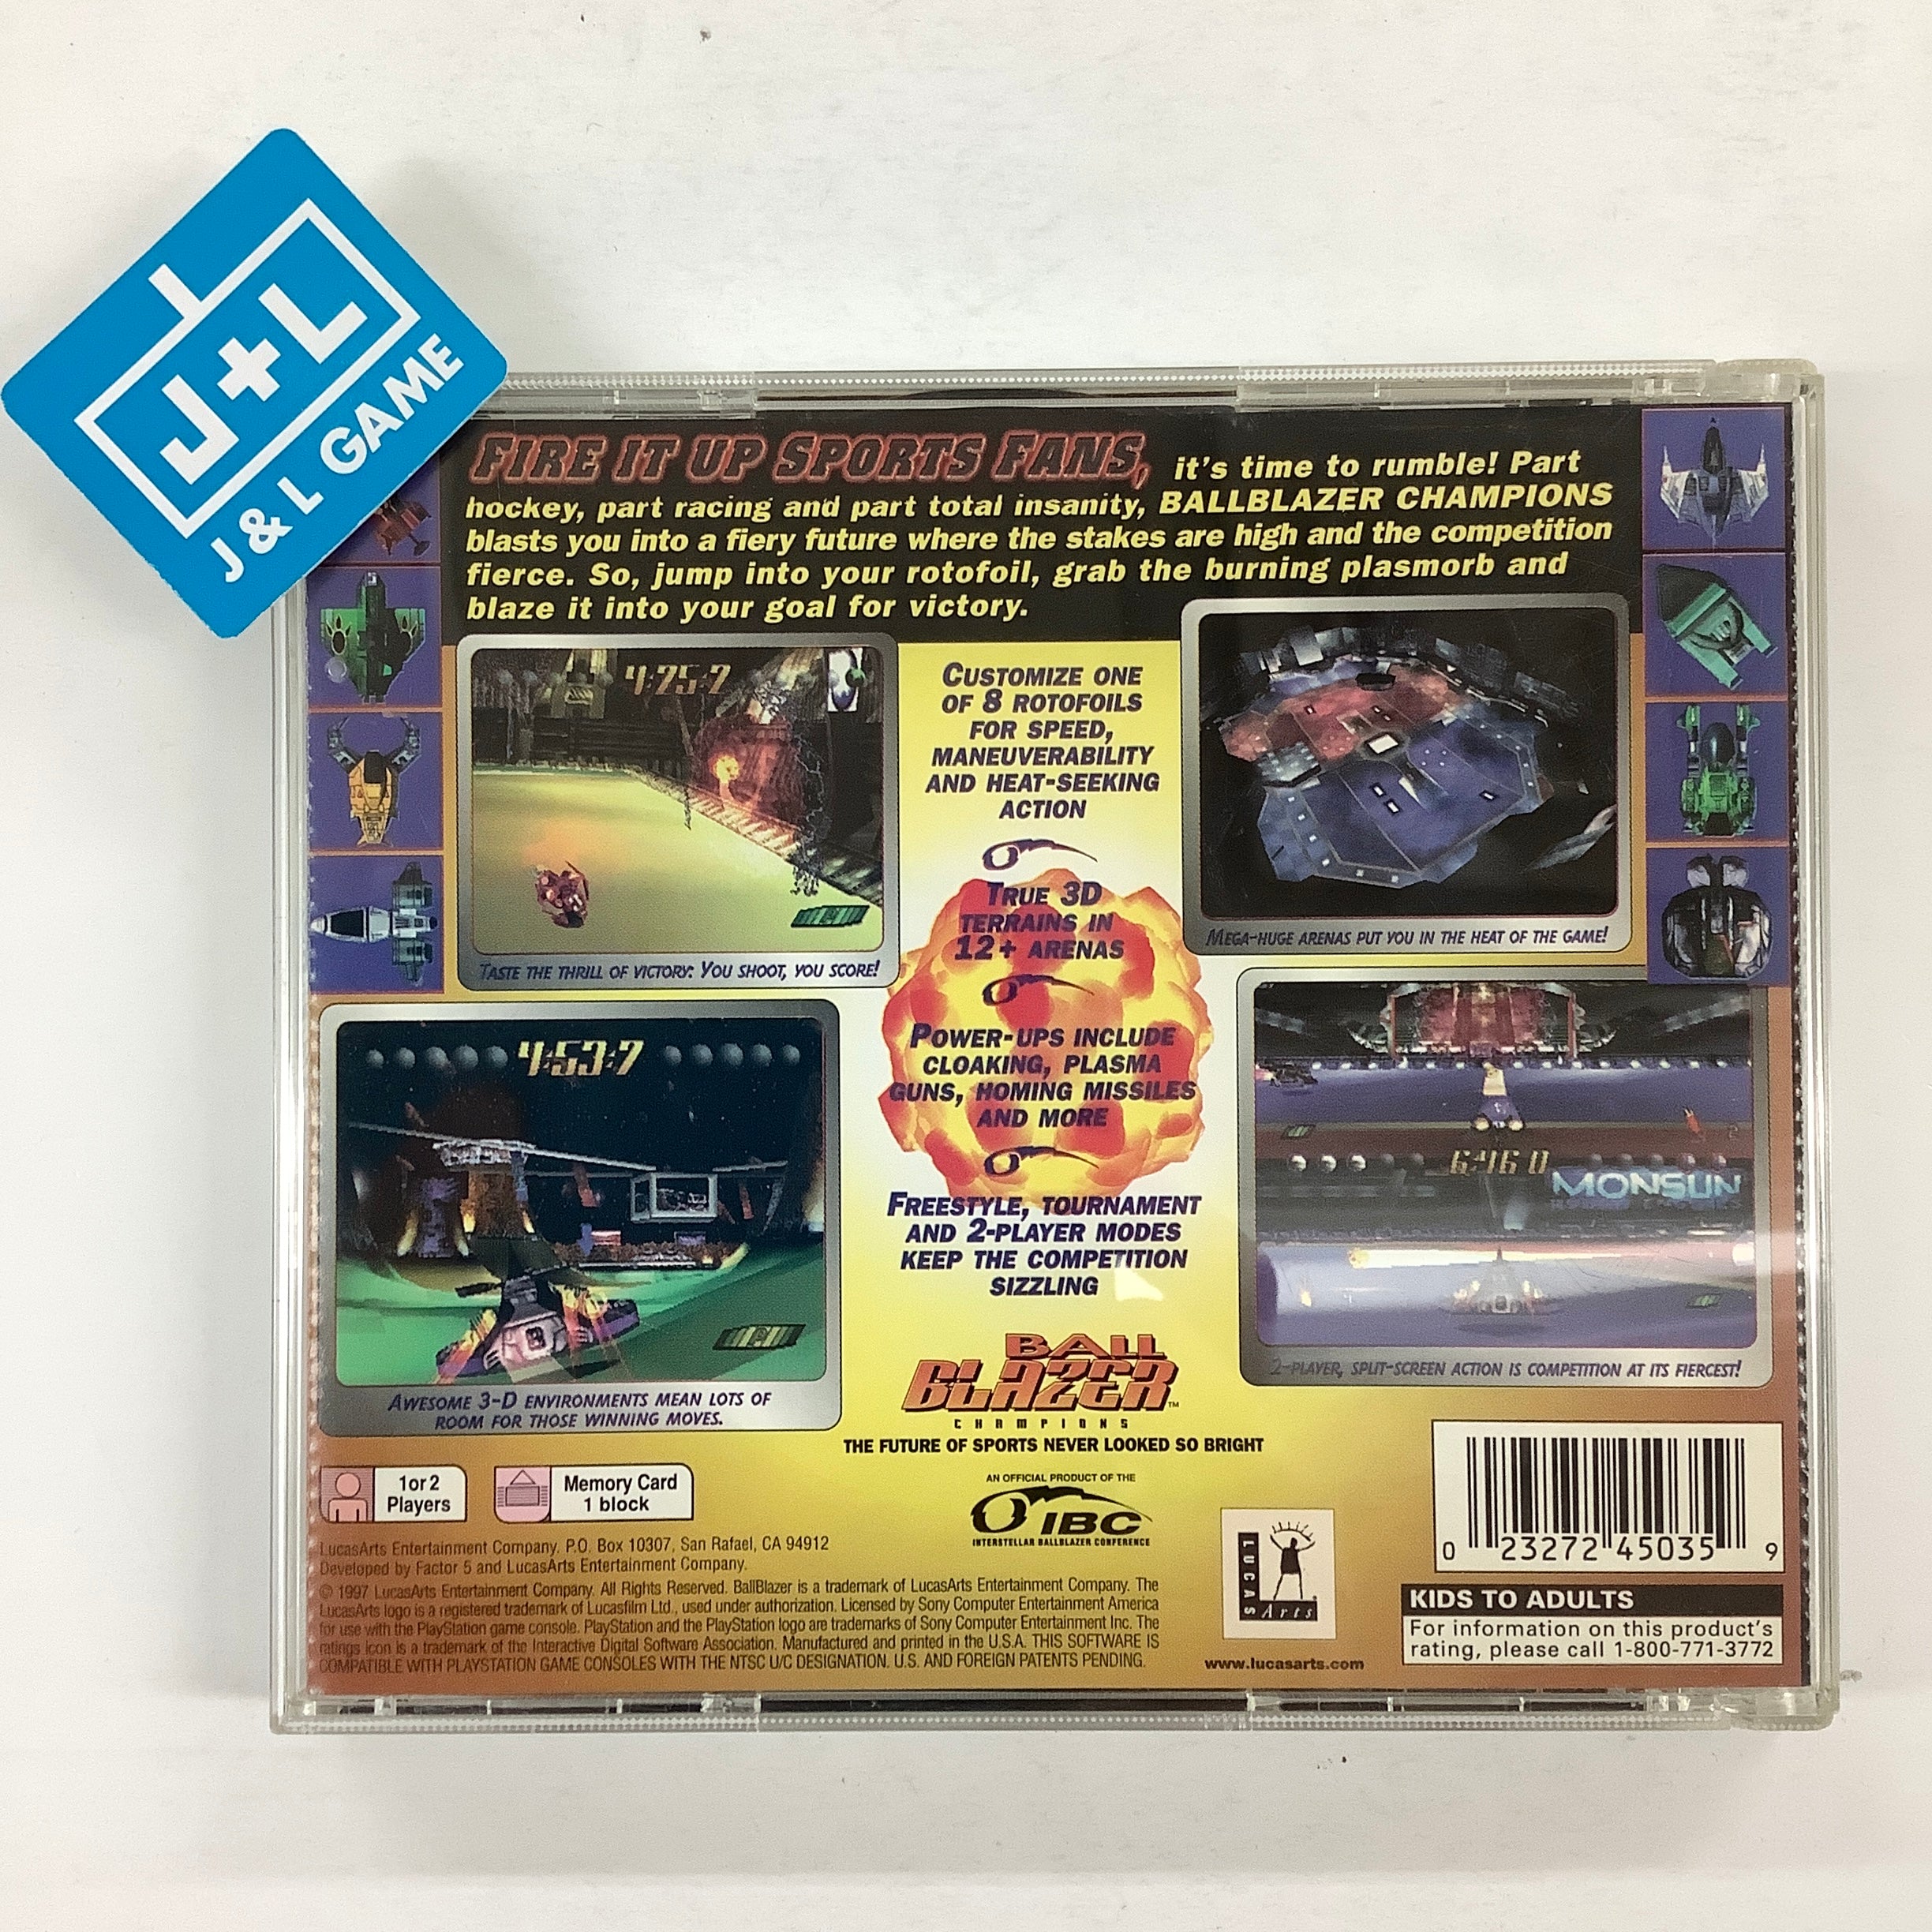 J+L
J & L GAME
FIRE IT UP SPORTS FANS, it's time to rumble! Part
hockey, part racing and part total insanity, BALLBLAZER CHAMPIONS
blasts you into a fiery future where the stakes are high and the competition
fierce. So, jump into your rotofoil, grab the burning plasmorb and
blaze it into your goal for victory.
4:25:2
TASTE THE THRILL OF VICTORY: YOU SHOOT, YOU SCORE!
CUSTOMIZE ONE
OF 8 ROTOFOILS
FOR SPEED,
MANEUVERABILITY
AND HEAT-SEEKING
ACTION
TRUE 3D
TERRAINS IN
12+ ARENAS
POWER-UPS INCLUDE
CLOAKING, PLASMA
GUNS, HOMING MISSILES
AND MORE
FREESTYLE, TOURNAMENT
AND 2-PLAYER MODES
KEEP THE COMPETITION
SIZZLING
MEGA-HUGE ARENAS PUT YOU IN THE HEAT OF THE GAME!
4:53:7
AWESOME 3-D ENVIRONMENTS MEAN LOTS OF
ROOM FOR THOSE WINNING MOVES.
6:46 0
MONSUN
2-PLAYER, SPLIT-SCREEN ACTION IS COMPETITION AT ITS FIERCEST!
BALL
BLAZER™
CHAMPIONS
THE FUTURE OF SPORTS NEVER LOOKED SO BRIGHT
AN OFFICIAL PRODUCT OF THE
IBC
INTERSTELLAR BALLBLAZER CONFERENCE
1 or 2
Players
Memory Card
1 block
LucasArts Entertainment Company. P.O. Box 10307, San Rafael, CA 94912
Developed by Factor 5 and LucasArts Entertainment Company.
© 1997 LucasArts Entertainment Company. All Rights Reserved. BallBlazer is a trademark of LucasArts Entertainment Company. The
LucasArts logo is a registered trademark of Lucasfilm Ltd., used under authorization. Licensed by Sony Computer Entertainment America
for use with the PlayStation game console. PlayStation and the PlayStation logo are trademarks of Sony Computer Entertainment Inc. The
ratings icon is a trademark of the Interactive Digital Software Association. Manufactured and printed in the U.S.A. THIS SOFTWARE IS
COMPATIBLE WITH PLAYSTATION GAME CONSOLES WITH THE NTSC U/C DESIGNATION. U.S. AND FOREIGN PATENTS PENDING.
LUCAS
Arts®
www.lucasarts.com
0 23272 45035 9
KIDS TO ADULTS
For information on this product's
rating, please call 1-800-771-3772